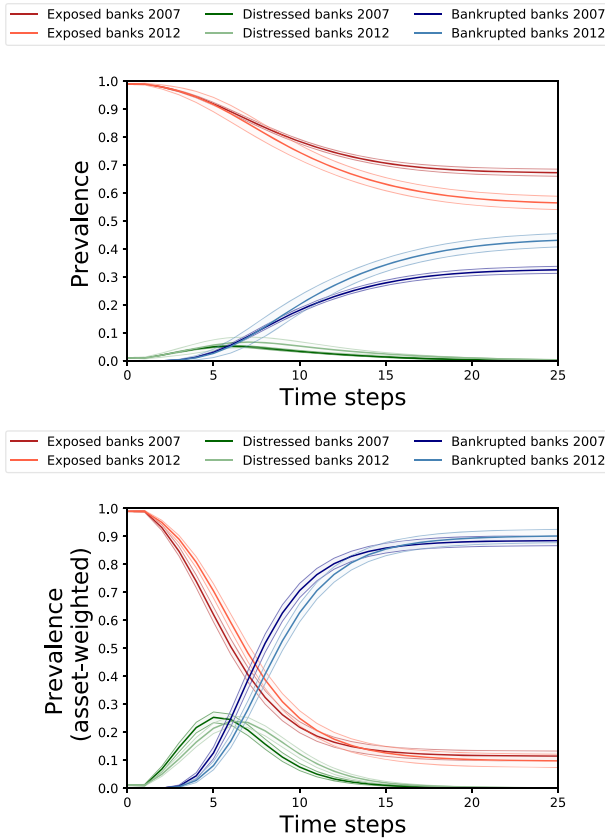 Exposed banks 2007 Distressed banks 2007 Bankrupted banks 2007
Exposed banks 2012 Distressed banks 2012 Bankrupted banks 2012
1.0
0.9
0.8
0.7
0.6
0.5
0.4
0.3
0.2
0.1
0.0
Prevalence
0 5 10 15 20 25
Time steps
Exposed banks 2007 Distressed banks 2007 Bankrupted banks 2007
Exposed banks 2012 Distressed banks 2012 Bankrupted banks 2012
1.0
0.9
0.8
0.7
0.6
0.5
0.4
0.3
0.2
0.1
0.0
Prevalence
(asset-weighted)
0 5 10 15 20 25
Time steps